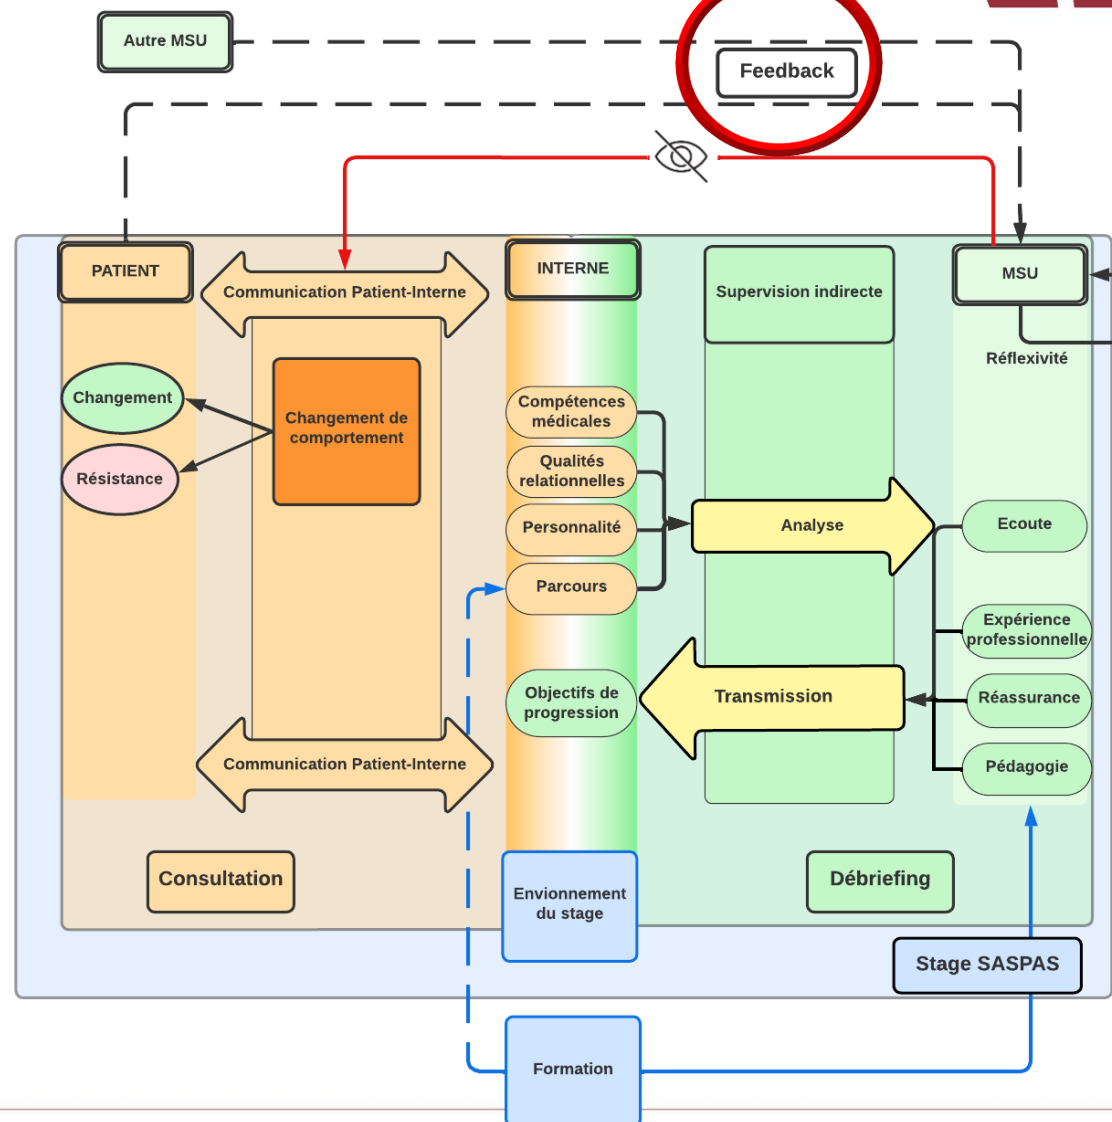 Autre MSU
Feedback
PATIENT
Communication Patient-Interne
INTERNE
Supervision indirecte
MSU
Réflexivité
Changement
Résistance
Changement de
comportement
Compétences
médicales
Qualités
relationnelles
Personnalité
Parcours
Analyse
Ecoute
Expérience
professionnelle
Objectifs de
progression
Transmission
Réassurance
Pédagogie
Communication Patient-Interne
Consultation
Envionnement
du stage
Débriefing
Stage SASPAS
Formation